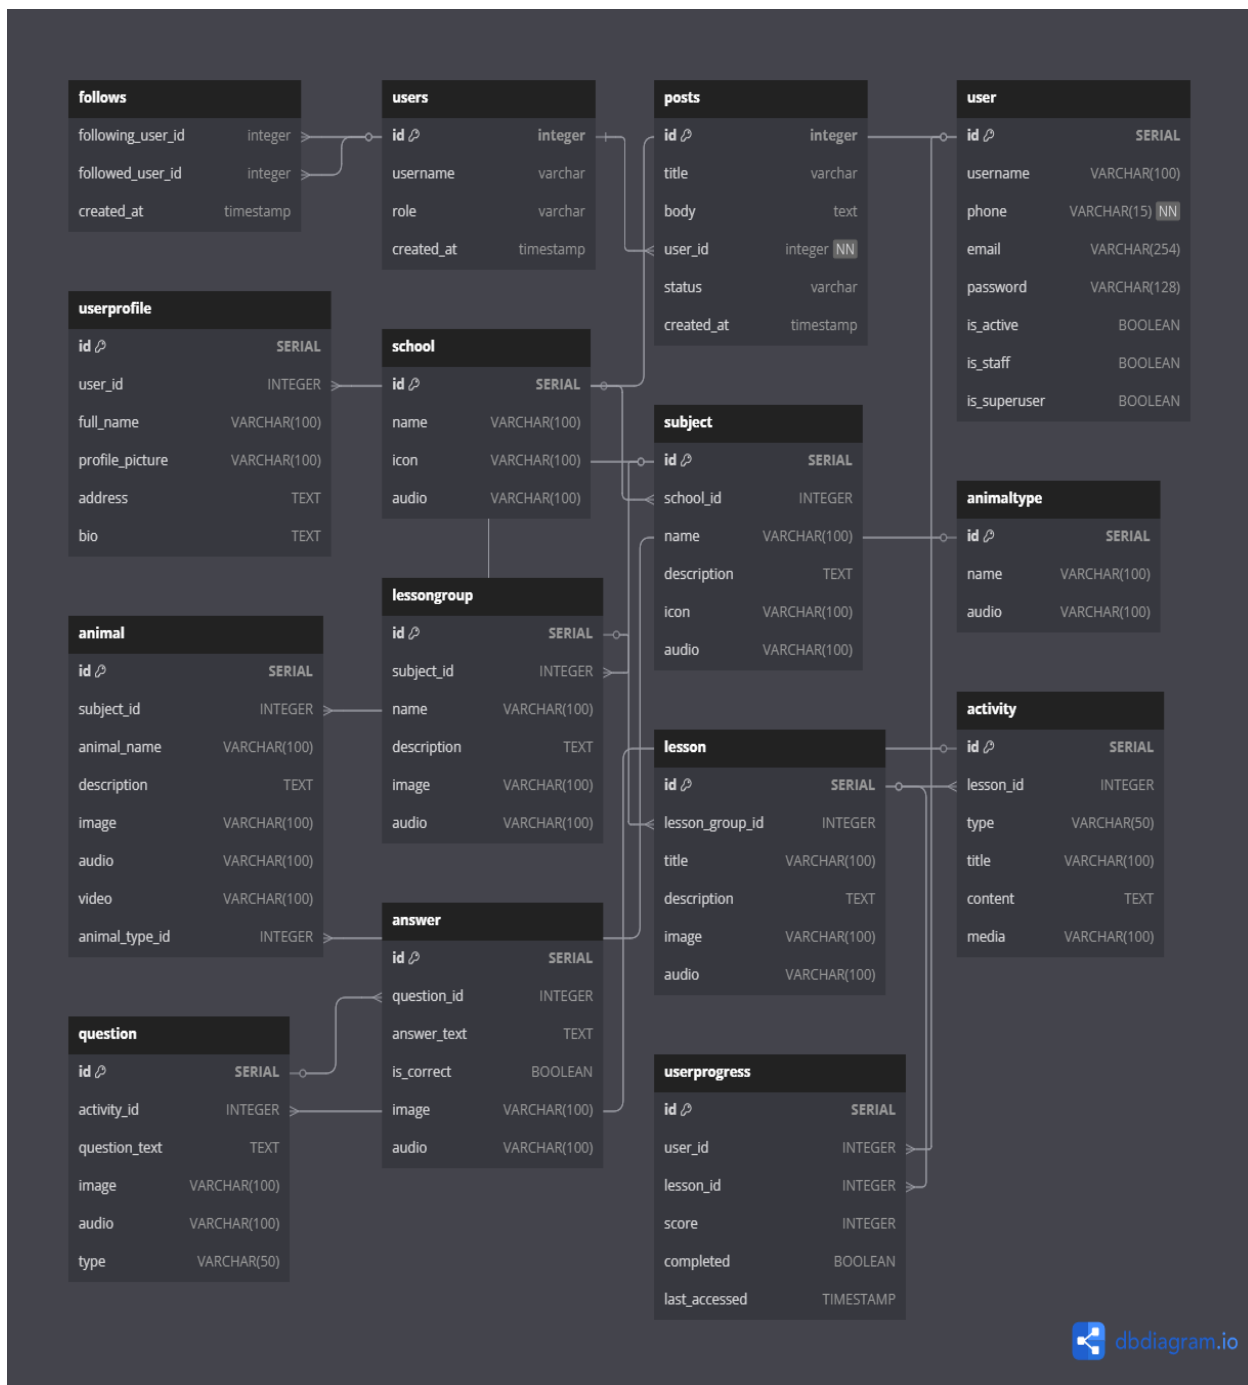 follows
following_user_id integer
followed_user_id integer
created_at timestamp
users
id integer
username varchar
role varchar
created_at timestamp
posts
id integer
title varchar
body text
user_id integer NN
status varchar
created_at timestamp
user
id SERIAL
username VARCHAR(100)
phone VARCHAR(15) NN
email VARCHAR(254)
password VARCHAR(128)
is_active BOOLEAN
is_staff BOOLEAN
is_superuser BOOLEAN
userprofile
id SERIAL
user_id INTEGER
full_name VARCHAR(100)
profile_picture VARCHAR(100)
address TEXT
bio TEXT
school
id SERIAL
name VARCHAR(100)
icon VARCHAR(100)
audio VARCHAR(100)
subject
id SERIAL
school_id INTEGER
name VARCHAR(100)
description TEXT
icon VARCHAR(100)
audio VARCHAR(100)
animaltype
id SERIAL
name VARCHAR(100)
audio VARCHAR(100)
animal
id SERIAL
subject_id INTEGER
animal_name VARCHAR(100)
description TEXT
image VARCHAR(100)
audio VARCHAR(100)
video VARCHAR(100)
animal_type_id INTEGER
lessongroup
id SERIAL
subject_id INTEGER
name VARCHAR(100)
description TEXT
image VARCHAR(100)
audio VARCHAR(100)
lesson
id SERIAL
lesson_group_id INTEGER
title VARCHAR(100)
description TEXT
image VARCHAR(100)
audio VARCHAR(100)
activity
id SERIAL
lesson_id INTEGER
type VARCHAR(50)
title VARCHAR(100)
content TEXT
media VARCHAR(100)
question
id SERIAL
activity_id INTEGER
question_text TEXT
image VARCHAR(100)
audio VARCHAR(100)
type VARCHAR(50)
answer
id SERIAL
question_id INTEGER
answer_text TEXT
is_correct BOOLEAN
image VARCHAR(100)
audio VARCHAR(100)
userprogress
id SERIAL
user_id INTEGER
lesson_id INTEGER
score INTEGER
completed BOOLEAN
last_accessed TIMESTAMP
dbdiagram.io